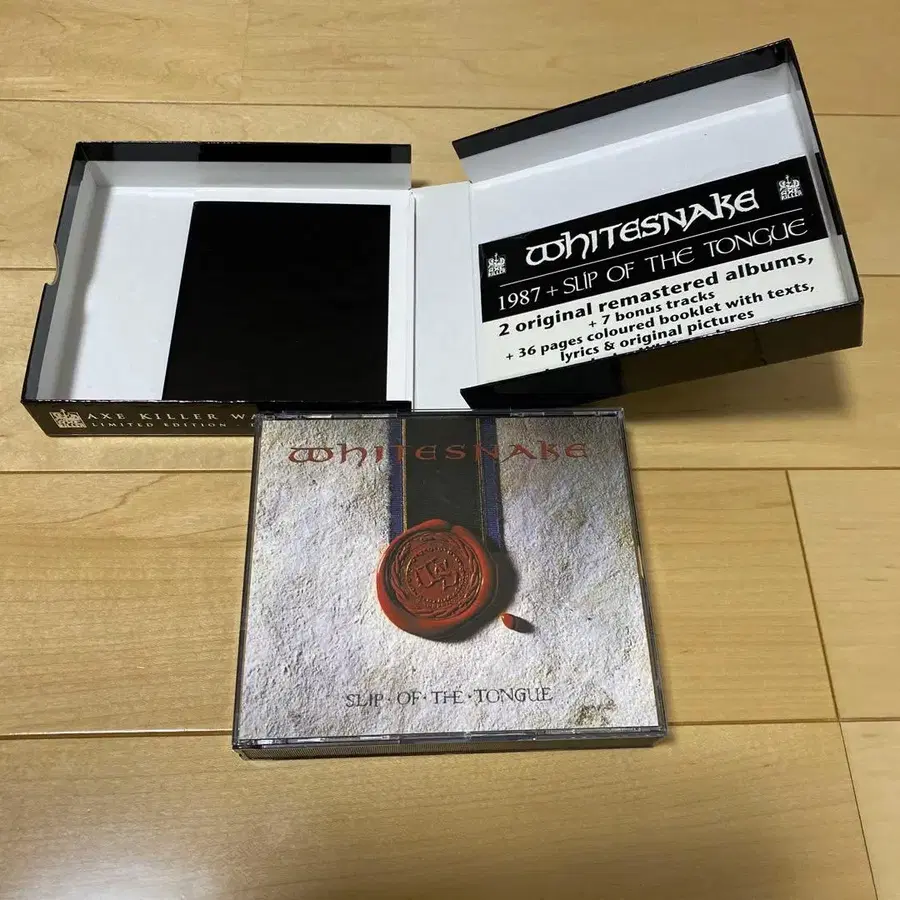 WHITESNAKE
1987 + SLIP OF THE TONGUE
2 original remastered albums,
+ 7 bonus tracks
+ 36 pages coloured booklet with texts,
lyrics & original pictures
AXE KILLER
LIMITED EDITION
WHITESNAKE
SLIP · OF · THE · TONGUE